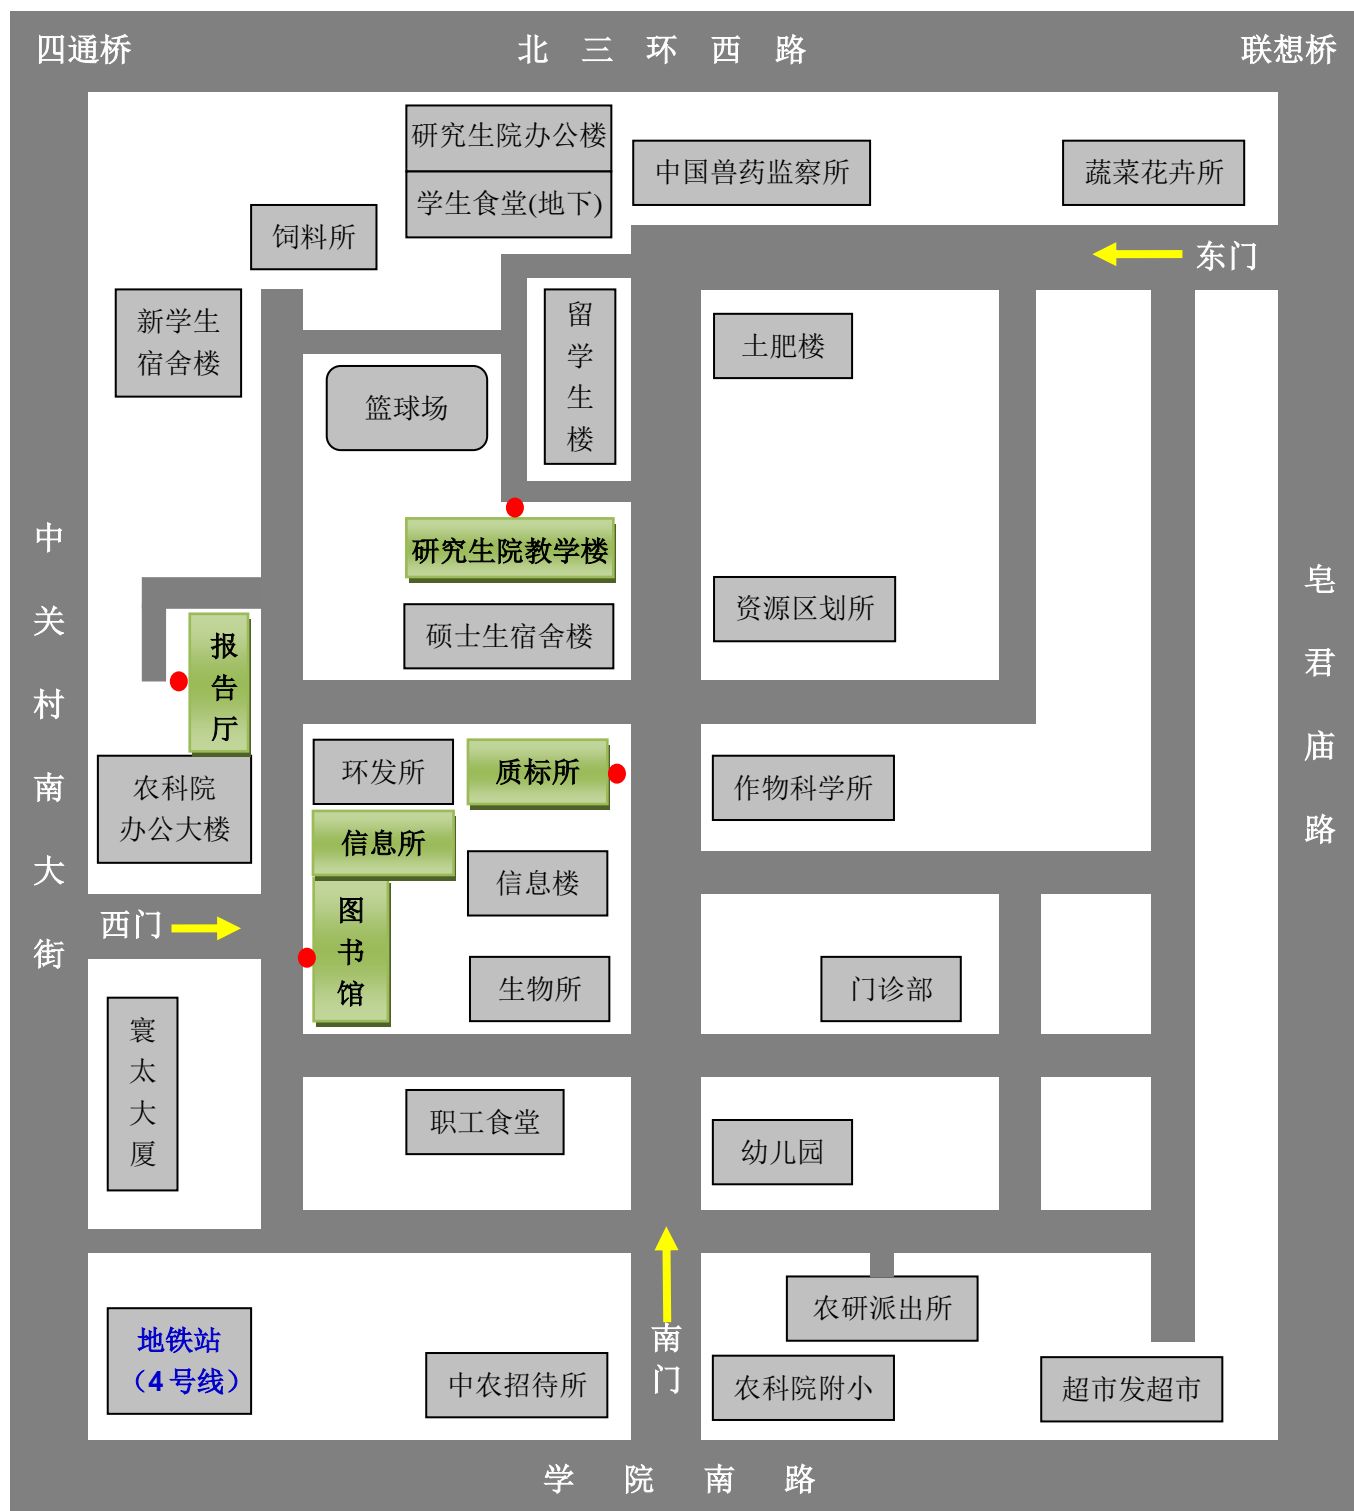 四通桥
北三环西路
联想桥
研究生院办公楼
中国兽药监察所
蔬菜花卉所
学生食堂(地下)
饲料所
东门
新学生
宿舍楼
留学生楼
土肥楼
篮球场
中关村南大街
研究生院教学楼
皂君庙路
资源区划所
硕士生宿舍楼
报告厅
环发所
质标所
作物科学所
农科院
办公大楼
信息所
信息楼
图书馆
西门
生物所
门诊部
寰太大厦
职工食堂
幼儿园
农研派出所
南门
地铁站
（4 号线）
中农招待所
农科院附小
超市发超市
学院南路